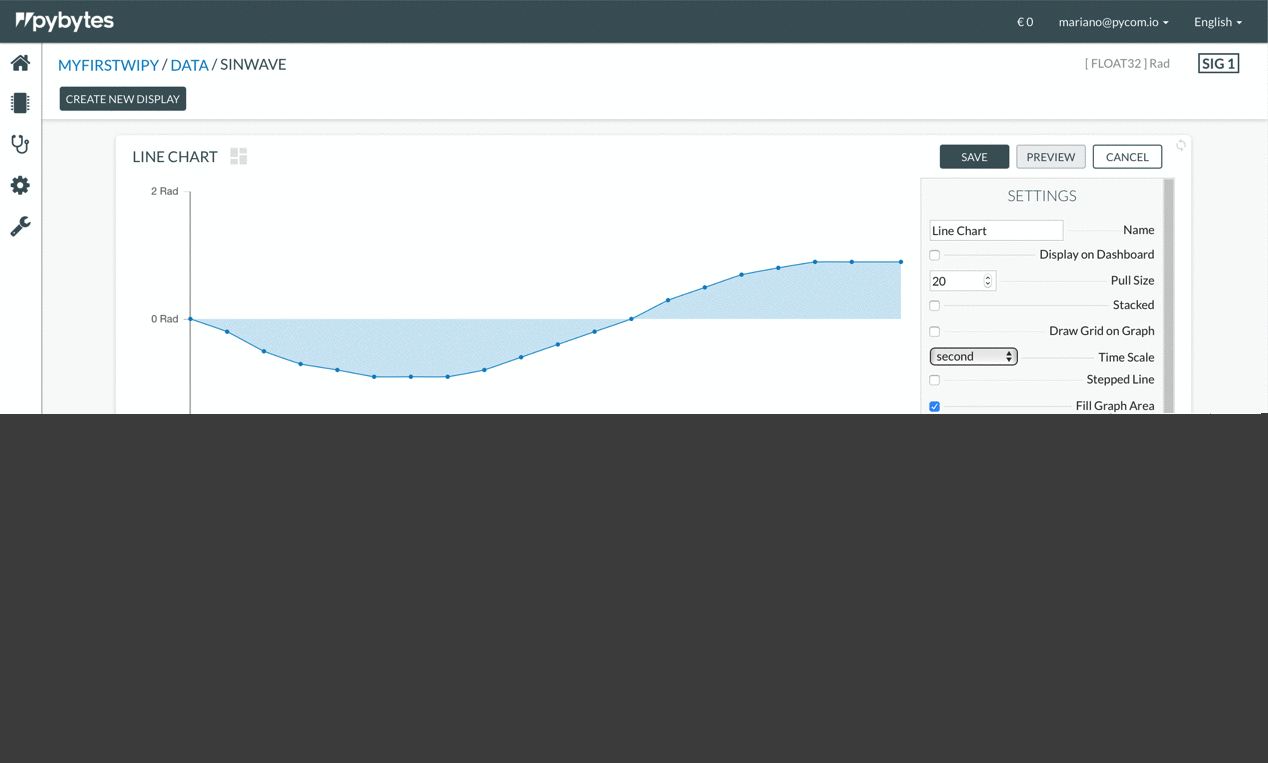 pybytes
€ 0 mariano@pycom.io English
MYFIRSTWIPY / DATA / SINWAVE
[ FLOAT32 ] Rad SIG 1
CREATE NEW DISPLAY
LINE CHART
SAVE PREVIEW CANCEL
2 Rad
0 Rad
SETTINGS
Line Chart Name
Display on Dashboard
20 Pull Size
Stacked
Draw Grid on Graph
second Time Scale
Stepped Line
Fill Graph Area